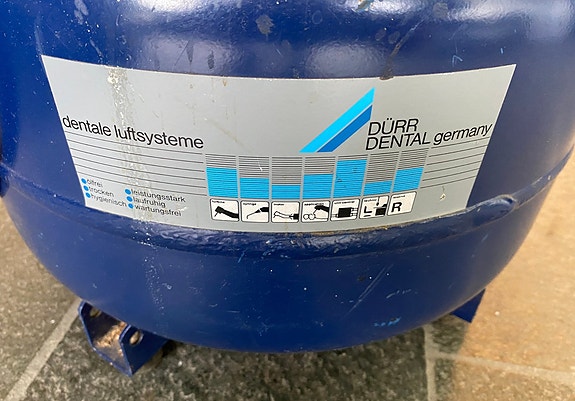 dentale luftsysteme
DÜRR
DENTAL germany
ölfrei
trocken
hygienisch
leistungsstark
laufruhig
wartungsfrei
L
R